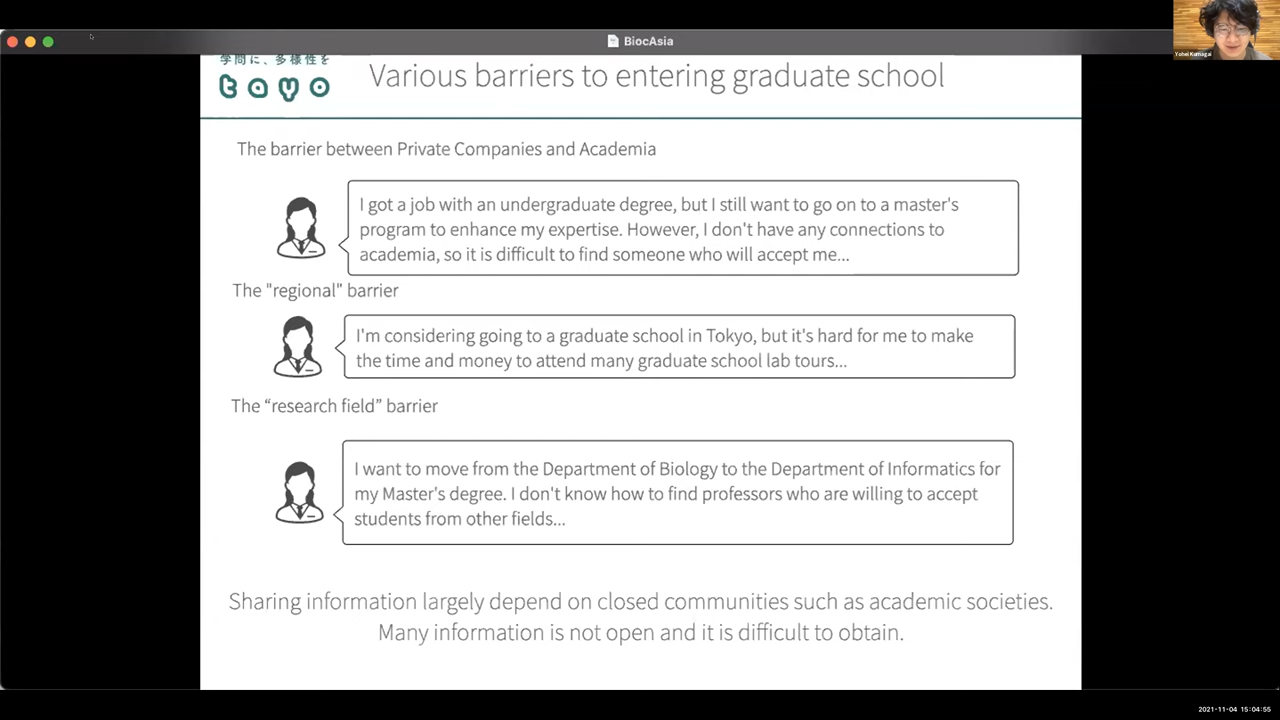 BiocAsia
Yohei Kumagai
学問に、多様性を
tayo
Various barriers to entering graduate school
The barrier between Private Companies and Academia
I got a job with an undergraduate degree, but I still want to go on to a master's
program to enhance my expertise. However, I don't have any connections to
academia, so it is difficult to find someone who will accept me...
The "regional" barrier
I'm considering going to a graduate school in Tokyo, but it's hard for me to make
the time and money to attend many graduate school lab tours...
The “research field” barrier
I want to move from the Department of Biology to the Department of Informatics for
my Master's degree. I don't know how to find professors who are willing to accept
students from other fields...
Sharing information largely depend on closed communities such as academic societies.
Many information is not open and it is difficult to obtain.
2021-11-04 15:04:55